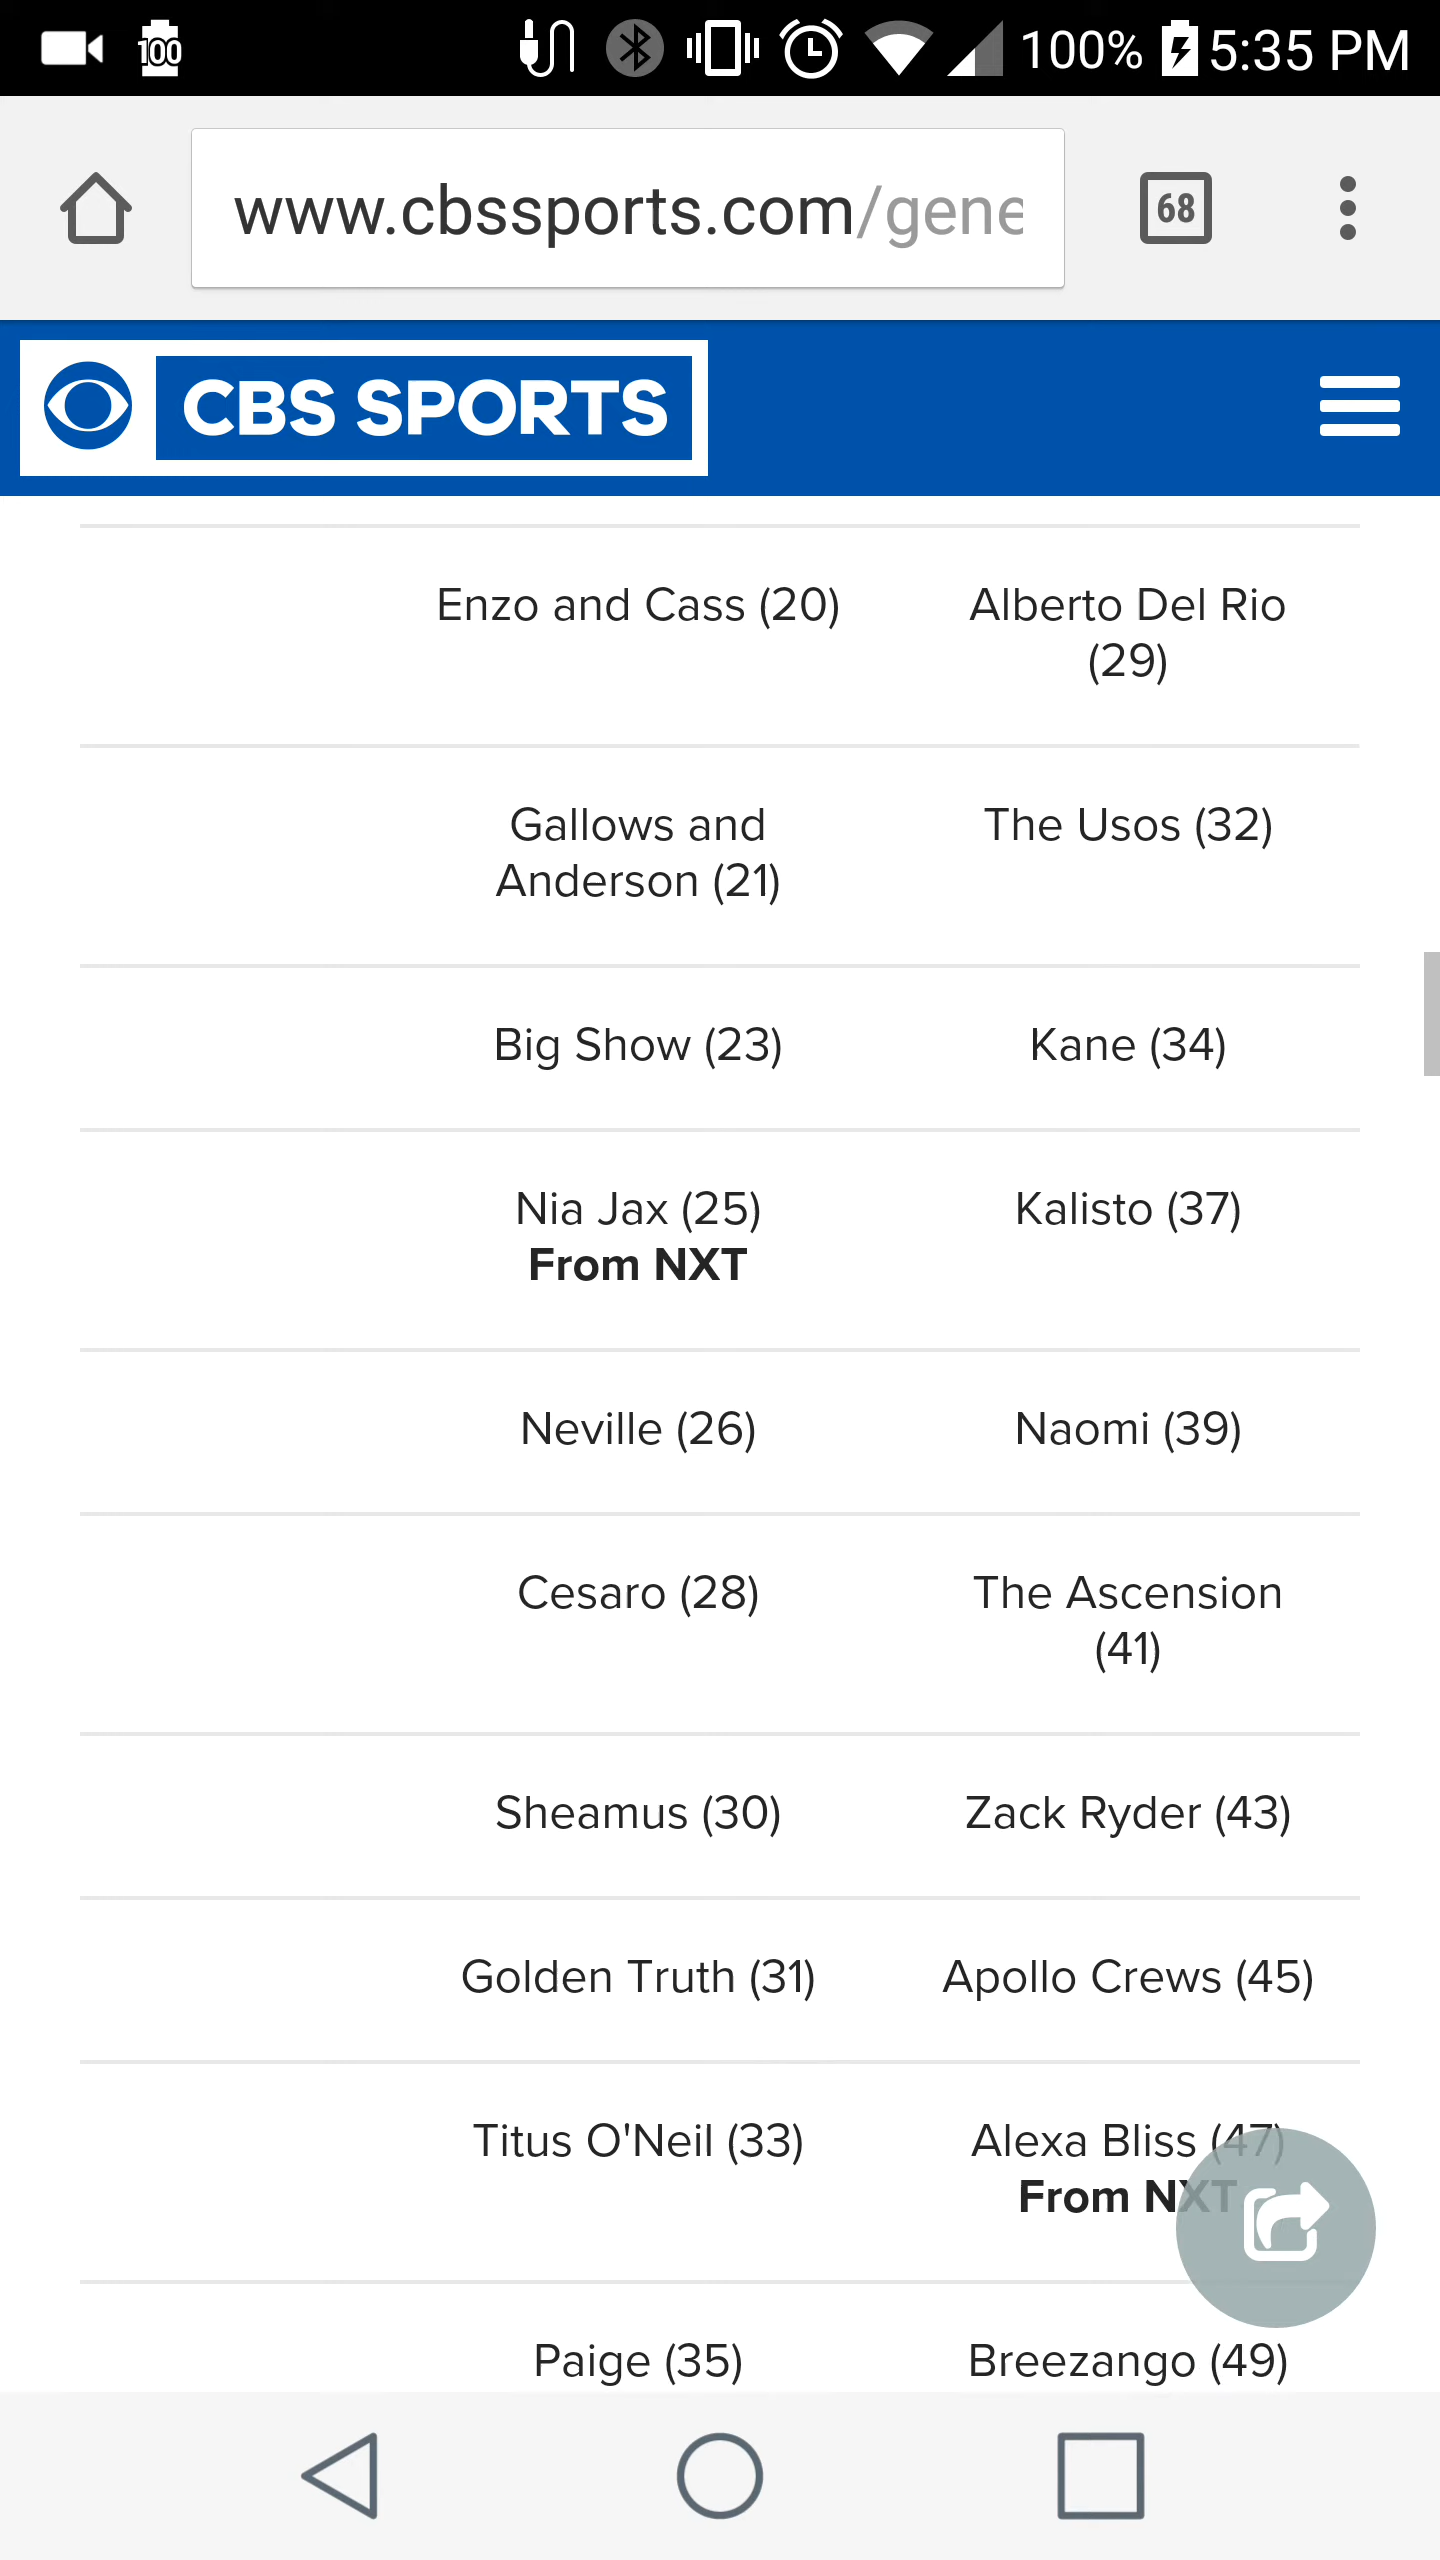 100 100% 5:35 PM
www.cbssports.com/gene
68
CBS SPORTS
Enzo and Cass (20) Alberto Del Rio
(29)
Gallows and The Usos (32)
Anderson (21)
Big Show (23) Kane (34)
Nia Jax (25) Kalisto (37)
From NXT
Neville (26) Naomi (39)
Cesaro (28) The Ascension
(41)
Sheamus (30) Zack Ryder (43)
Golden Truth (31) Apollo Crews (45)
Titus O'Neil (33) Alexa Bliss (47)
From NXT
Paige (35) Breezango (49)